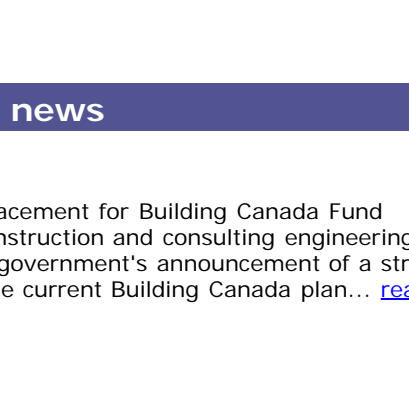 news
acement for Building Canada Fund
nstruction and consulting engineering
government's announcement of a str
e current Building Canada plan... rea